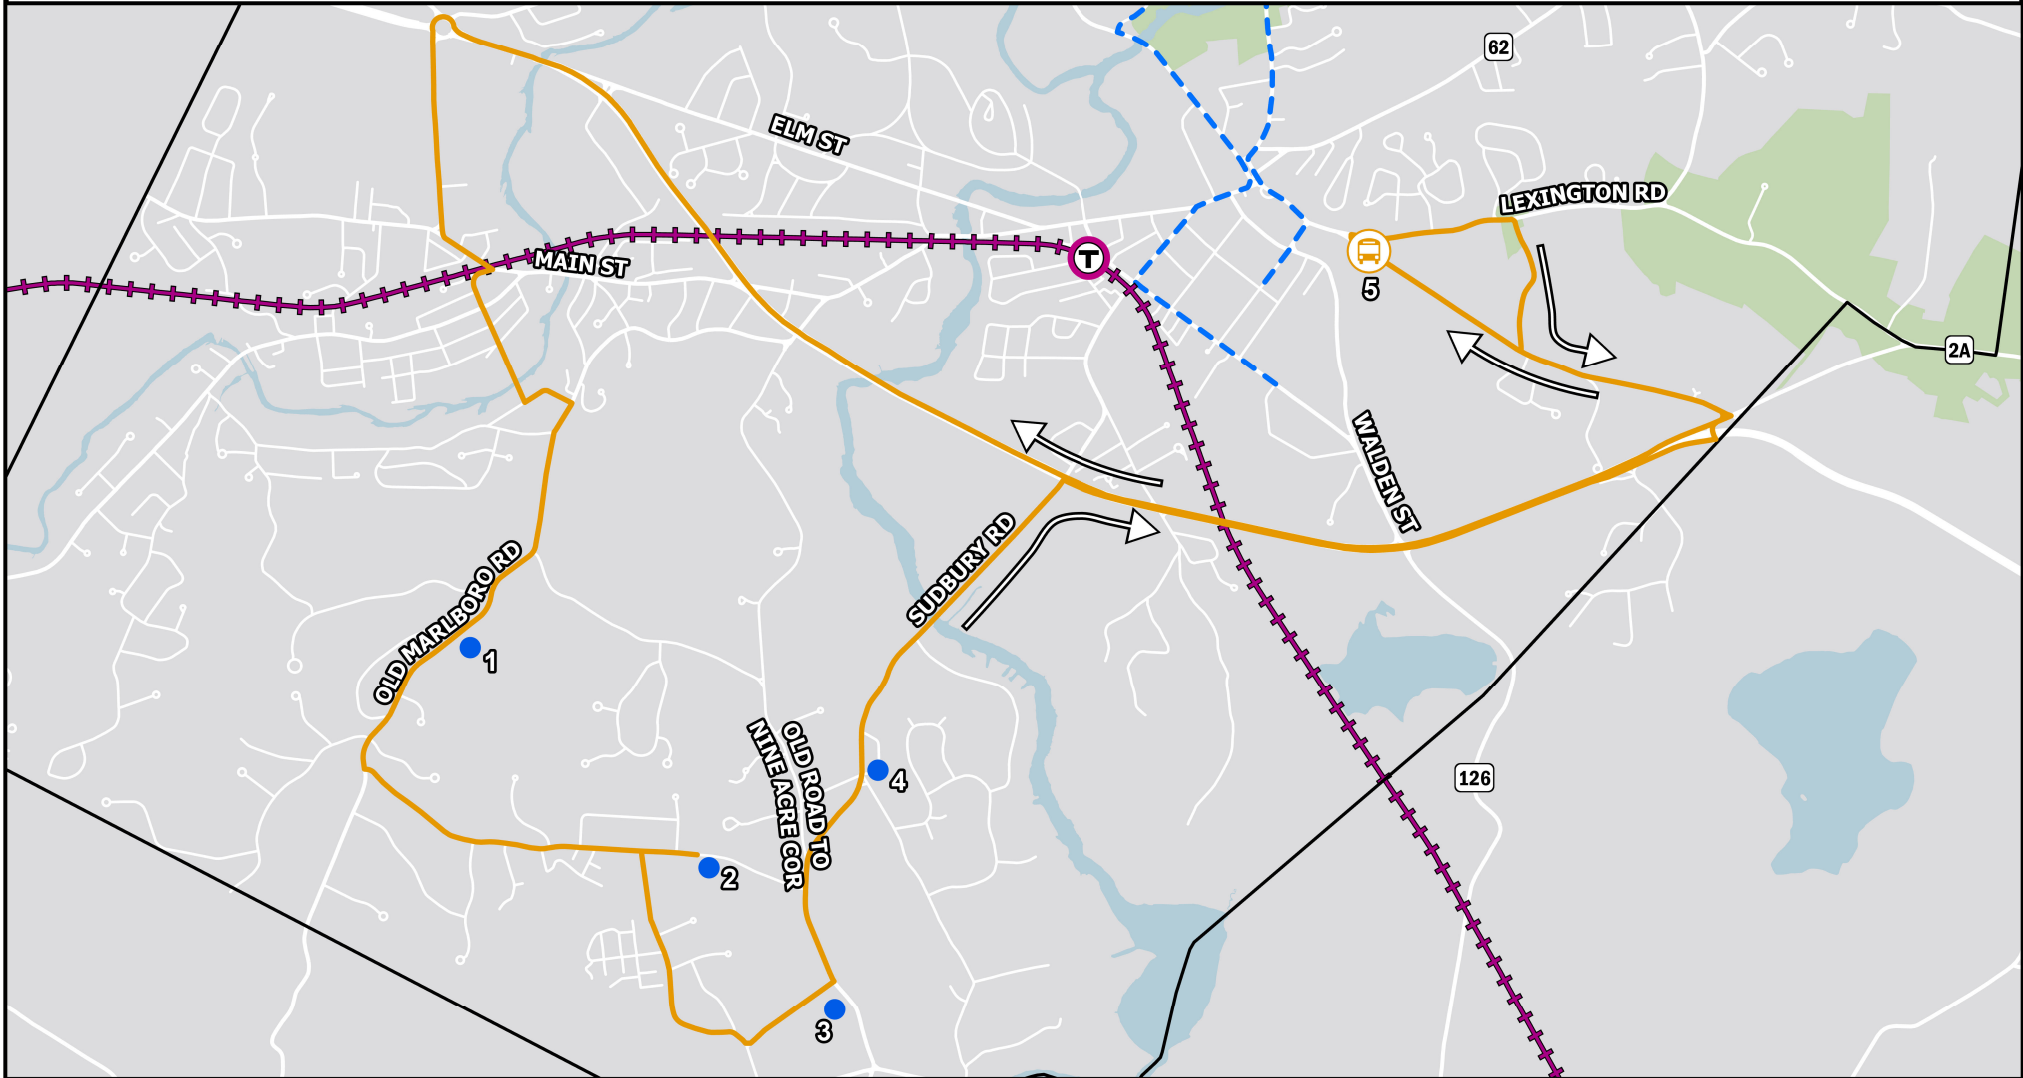 62
ELM ST
LEXINGTON RD
T
MAIN ST
5
2A
WALDEN ST
SUDBURY RD
OLD MARLBORO RD
1
OLD ROAD TO
NINE ACRE COR
126
4
2
3